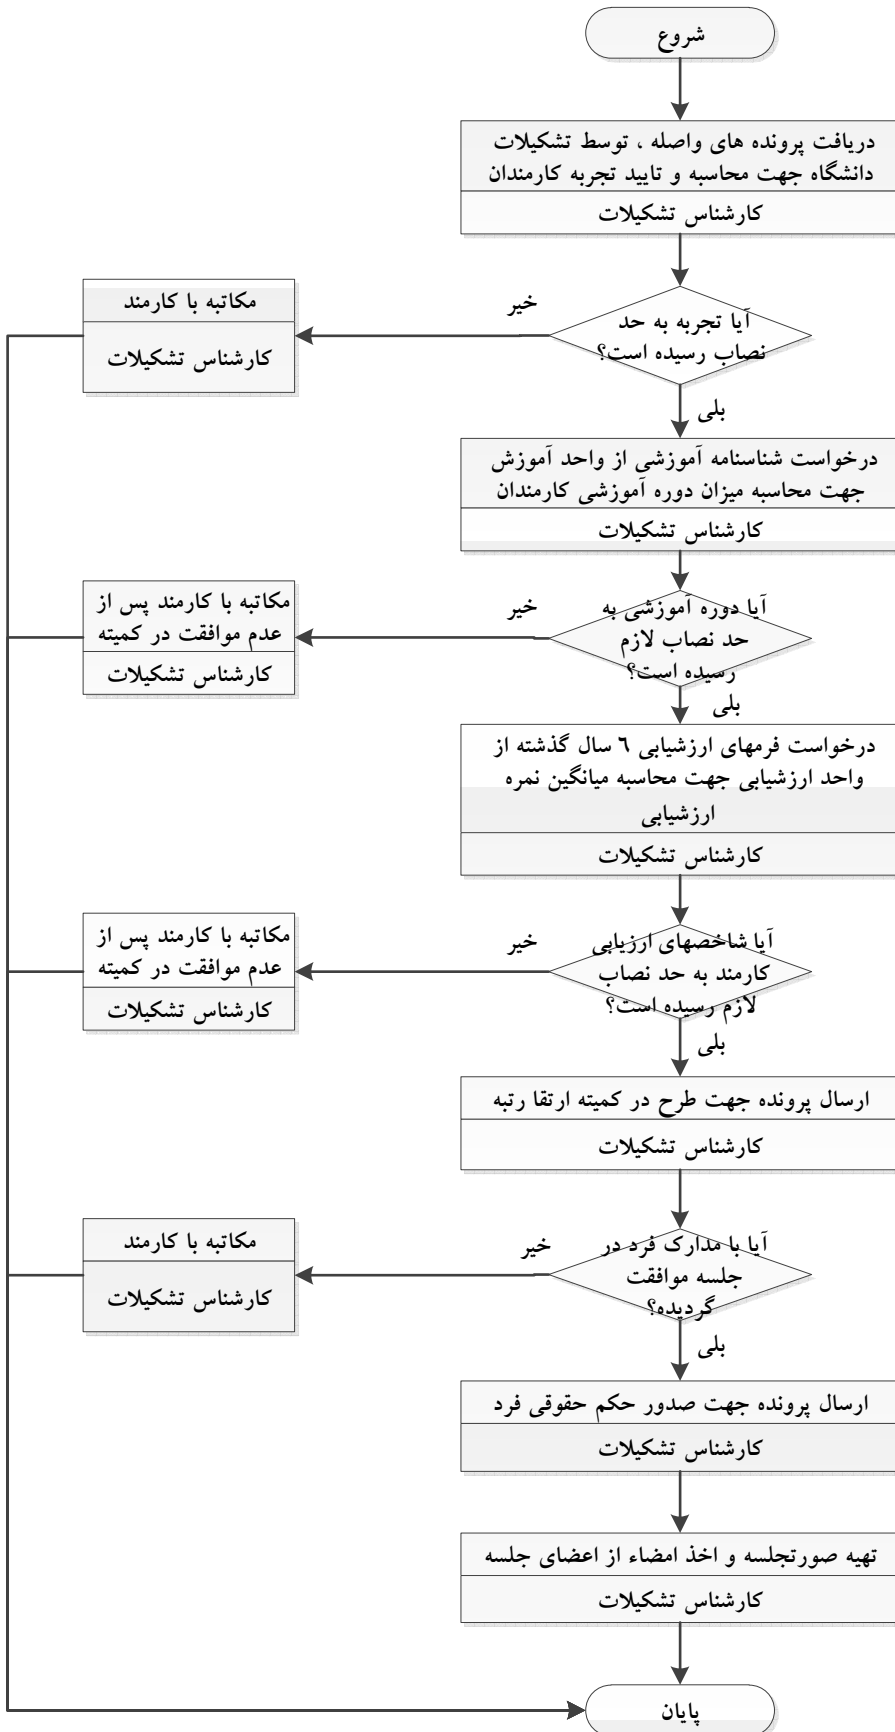 شروع
دریافت پرونده های واصله ، توسط تشکیلات
دانشگاه جهت محاسبه و تایید تجربه کارمندان
کارشناس تشکیلات
آیا تجربه به حد
نصاب رسیده است؟
خیر
مکاتبه با کارمند
کارشناس تشکیلات
بلی
درخواست شناسنامه آموزشی از واحد آموزش
جهت محاسبه میزان دوره آموزشی کارمندان
کارشناس تشکیلات
آیا دوره آموزشی به
حد نصاب لازم
رسیده است؟
خیر
مکاتبه با کارمند پس از
عدم موافقت در کمیته
کارشناس تشکیلات
بلی
درخواست فرمهای ارزشیابی ٦ سال گذشته از
واحد ارزشیابی جهت محاسبه میانگین نمره
ارزشیابی
کارشناس تشکیلات
آیا شاخصهای ارزیابی
کارمند به حد نصاب
لازم رسیده است؟
خیر
مکاتبه با کارمند پس از
عدم موافقت در کمیته
کارشناس تشکیلات
بلی
ارسال پرونده جهت طرح در کمیته ارتقا رتبه
کارشناس تشکیلات
آیا با مدارک فرد در
جلسه موافقت
گردیده؟
خیر
مکاتبه با کارمند
کارشناس تشکیلات
بلی
ارسال پرونده جهت صدور حکم حقوقی فرد
کارشناس تشکیلات
تهیه صورتجلسه و اخذ امضاء از اعضای جلسه
کارشناس تشکیلات
پایان